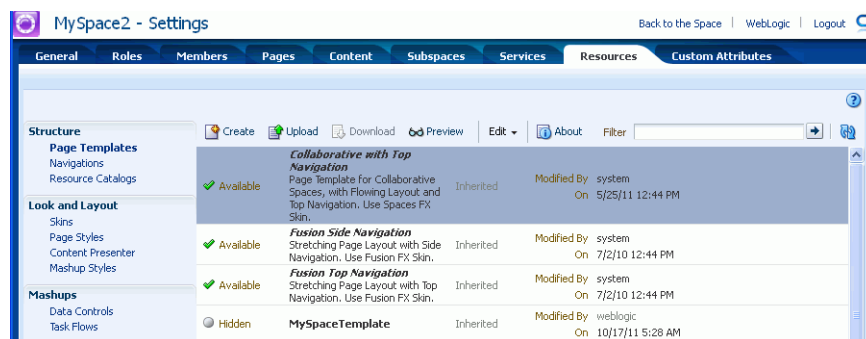 MySpace2 - Settings
Back to the Space | WebLogic | Logout
General Roles Members Pages Content Subspaces Services Resources Custom Attributes
Structure
Page Templates
Navigations
Resource Catalogs
Look and Layout
Skins
Page Styles
Content Presenter
Mashup Styles
Mashups
Data Controls
Task Flows
Create Upload Download Preview Edit About Filter
Available
Collaborative with Top
Navigation
Page Template for Collaborative
Spaces, with Flowing Layout and
Top Navigation. Use Spaces FX
Skin.
Inherited
Modified By system
On 5/25/11 12:44 PM
Available
Fusion Side Navigation
Stretching Page Layout with Side
Navigation. Use Fusion FX Skin.
Inherited
Modified By system
On 7/2/10 12:44 PM
Available
Fusion Top Navigation
Stretching Page Layout with Top
Navigation. Use Fusion FX Skin.
Inherited
Modified By system
On 7/2/10 12:44 PM
Hidden
MySpaceTemplate
Inherited
Modified By weblogic
On 10/17/11 5:28 AM